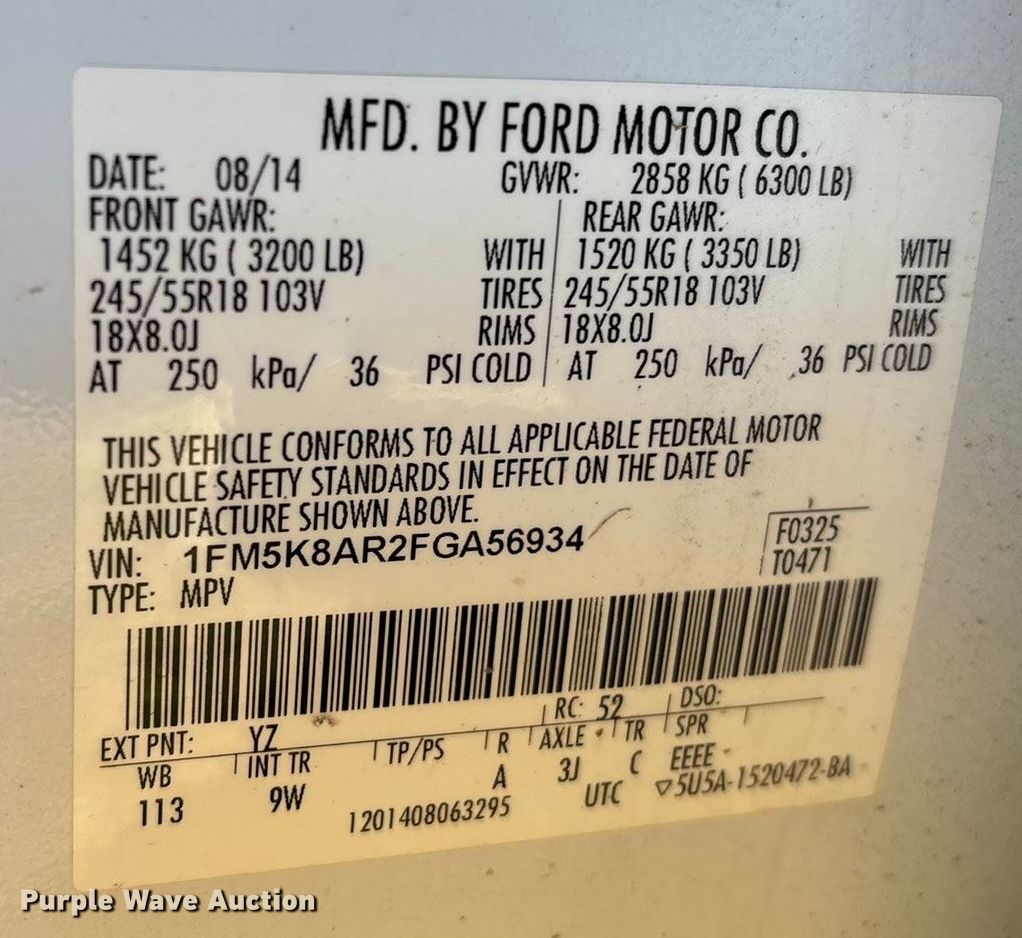 MFD. BY FORD MOTOR CO.
DATE: 08/14 GVWR: 2858 KG ( 6300 LB)
FRONT GAWR: REAR GAWR:
1452 KG ( 3200 LB) WITH 1520 KG ( 3350 LB) WITH
245/55R18 103V TIRES 245/55R18 103V TIRES
18X8.0J RIMS 18X8.0J RIMS
AT 250 kPa/ 36 PSI COLD AT 250 kPa/ 36 PSI COLD
THIS VEHICLE CONFORMS TO ALL APPLICABLE FEDERAL MOTOR
VEHICLE SAFETY STANDARDS IN EFFECT ON THE DATE OF
MANUFACTURE SHOWN ABOVE.
VIN: 1FM5K8AR2FGA56934 F0325
TYPE: MPV T0471
EXT PNT: YZ RC: 52 DSO:
WB INT TR TP/PS R AXLE TR SPR
113 9W A 3J C EEEE
1201408063295 UTC ▽5U5A-1520472-BA
Purple Wave Auction